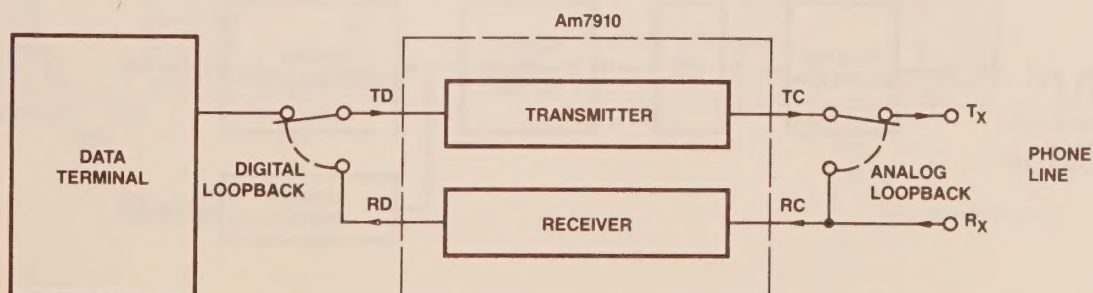 Am7910
DATA
TERMINAL
TD
TRANSMITTER
TC
TX
DIGITAL
LOOPBACK
ANALOG
LOOPBACK
PHONE
LINE
RD
RECEIVER
RC
RX